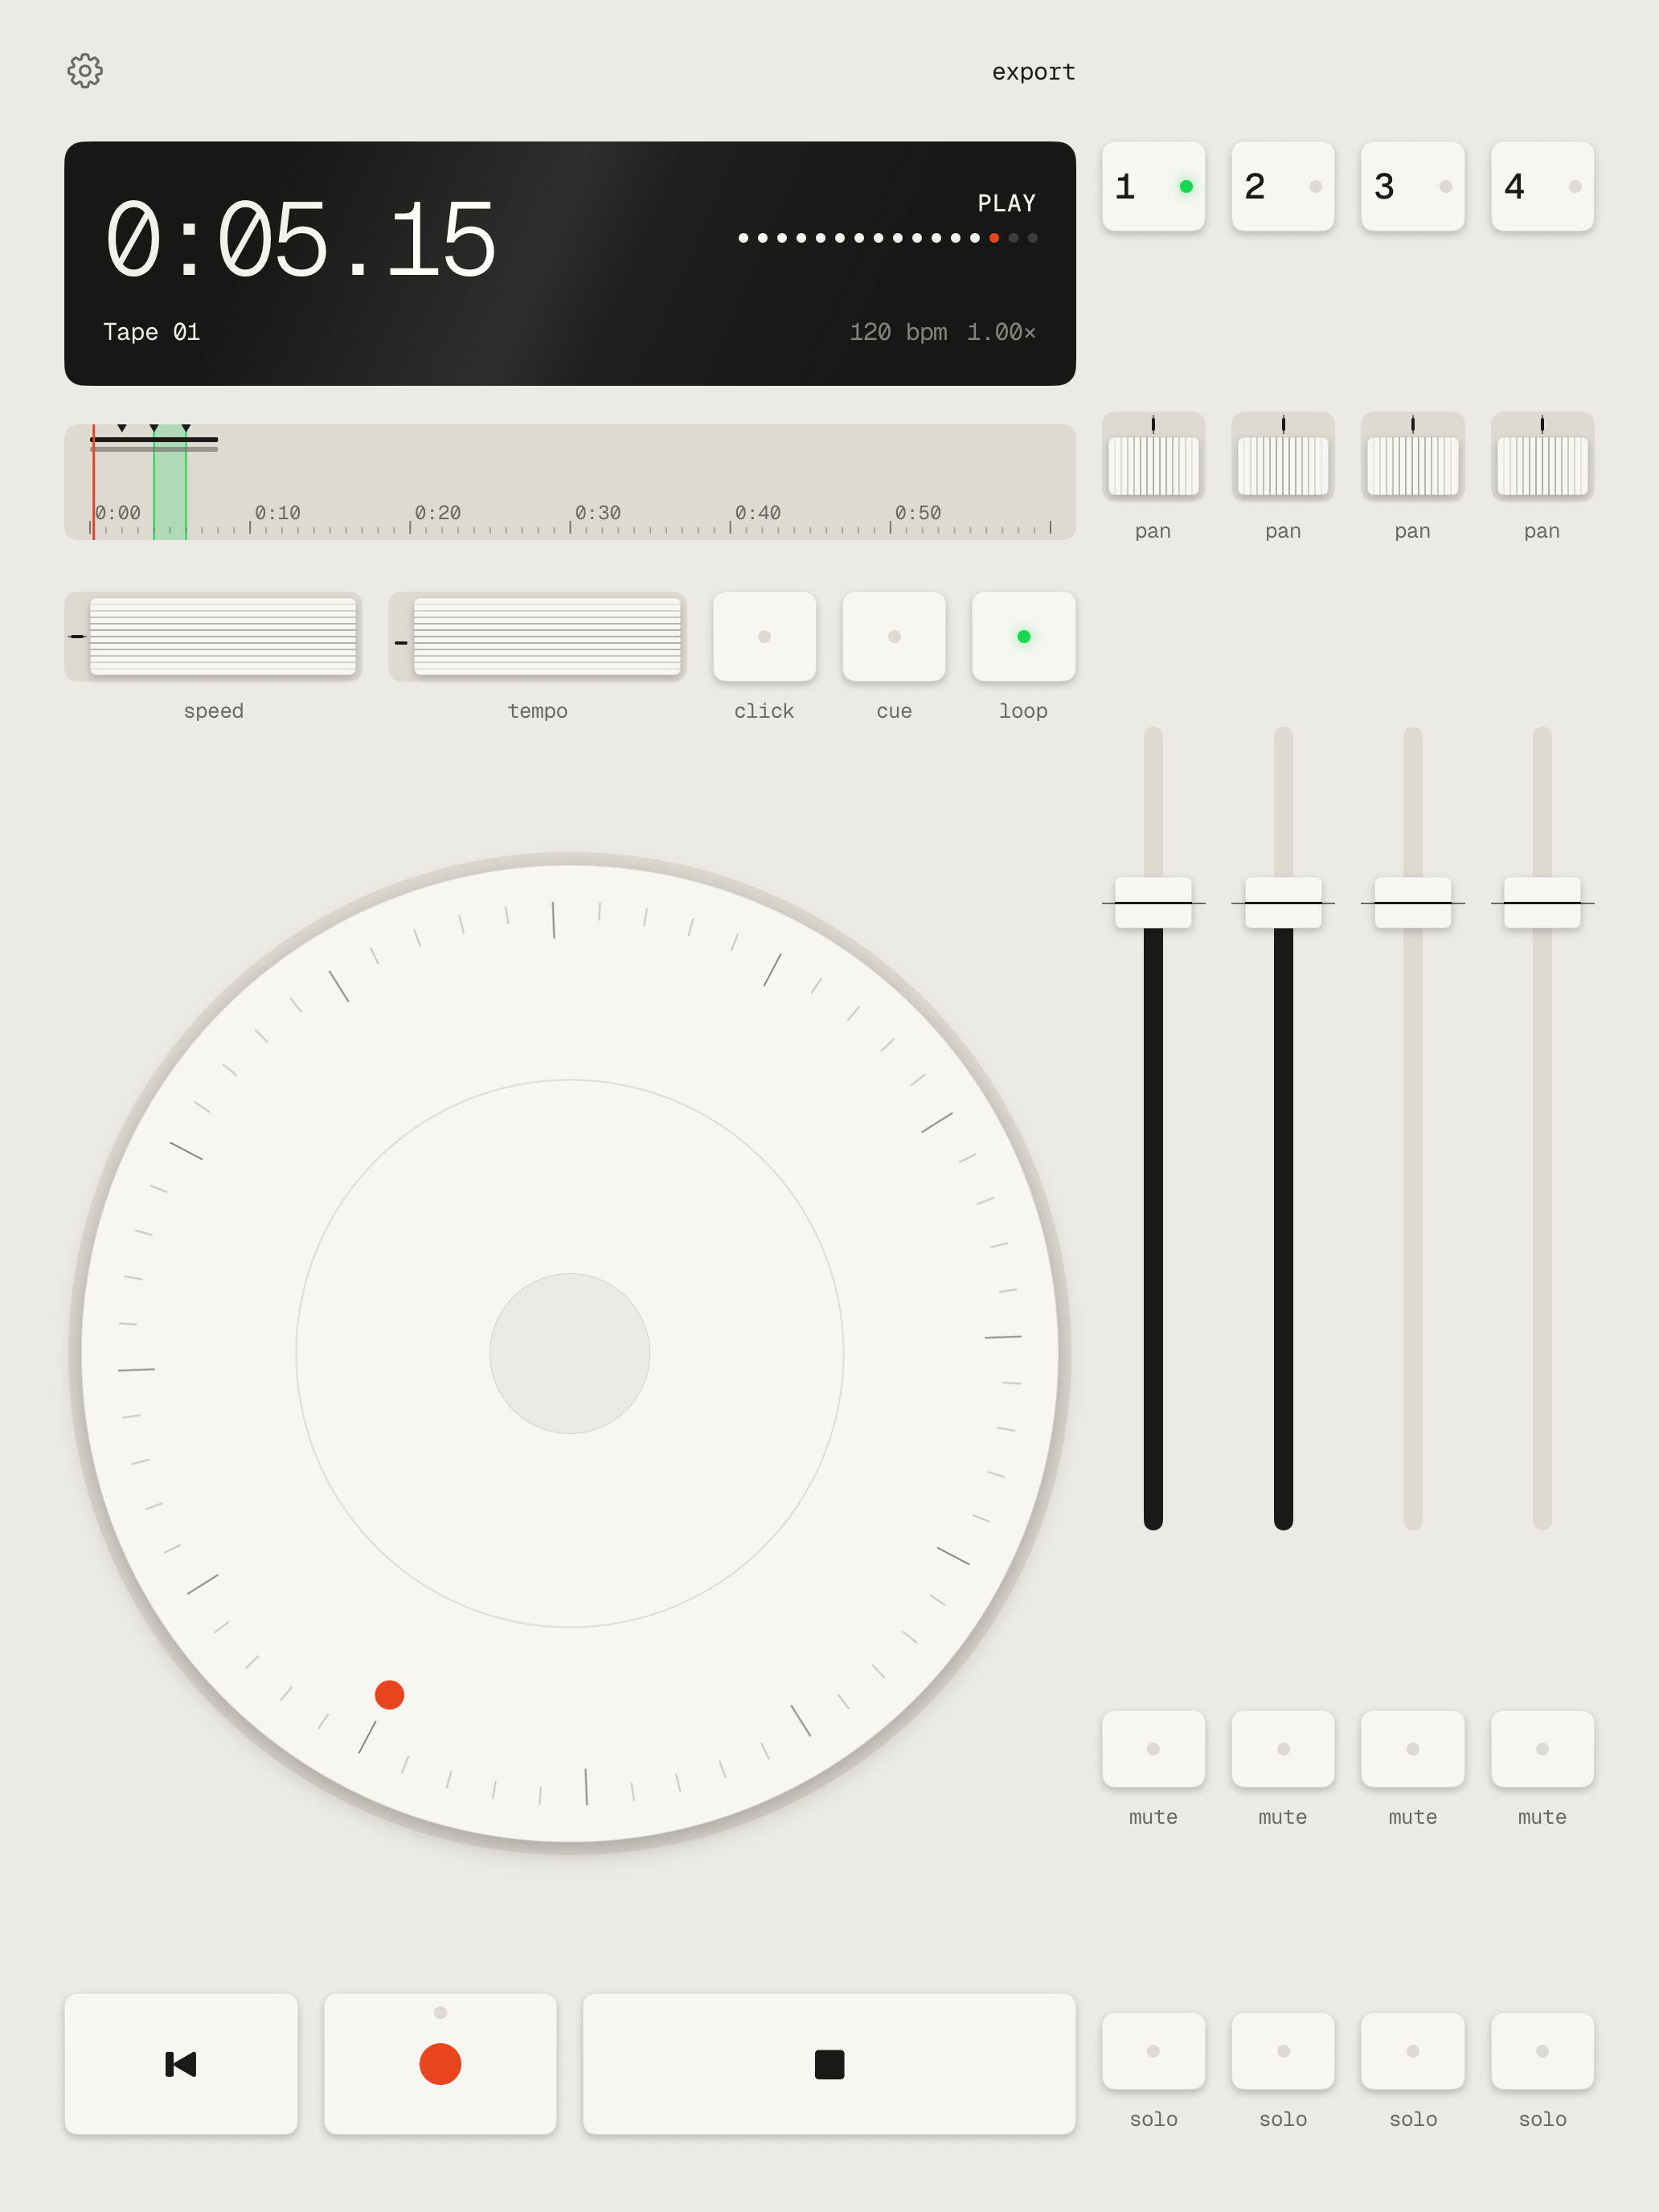 export
0:05.15
PLAY
Tape 01
120 bpm 1.00×
1 2 3 4
0:00 0:10 0:20 0:30 0:40 0:50
pan pan pan pan
speed tempo click cue loop
mute mute mute mute
solo solo solo solo